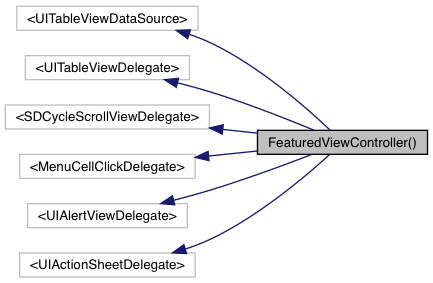 <UITableViewDataSource>
<UITableViewDelegate>
<SDCycleScrollViewDelegate>
FeaturedViewController()
<MenuCellClickDelegate>
<UIAlertViewDelegate>
<UIActionSheetDelegate>